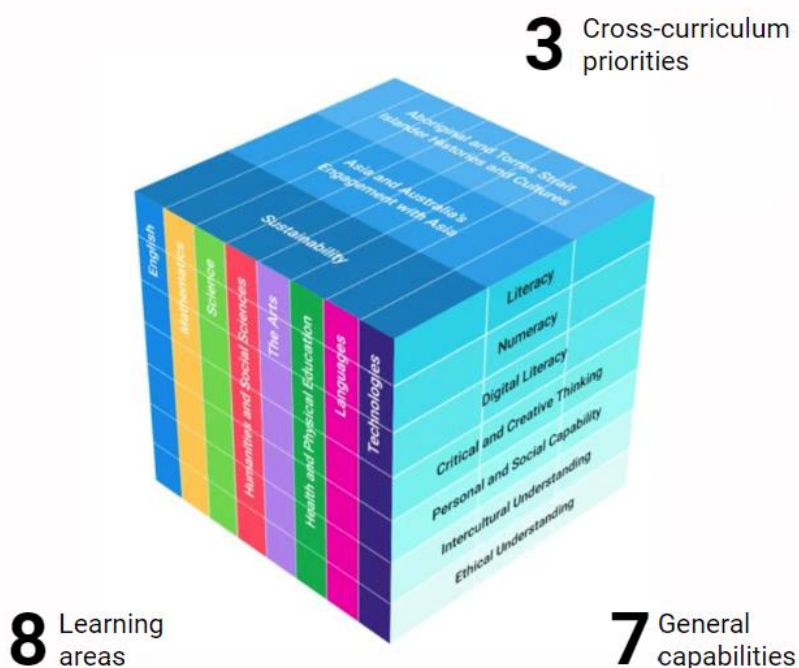 3 Cross-curriculum
priorities
Aboriginal and Torres Strait
Islander Histories and Cultures
Asia and Australia's
Engagement with Asia
Sustainability
English
Mathematics
Science
Humanities and Social Sciences
The Arts
Health and Physical Education
Languages
Technologies
Literacy
Numeracy
Digital Literacy
Critical and Creative Thinking
Personal and Social Capability
Intercultural Understanding
Ethical Understanding
8 Learning
areas
7 General
capabilities